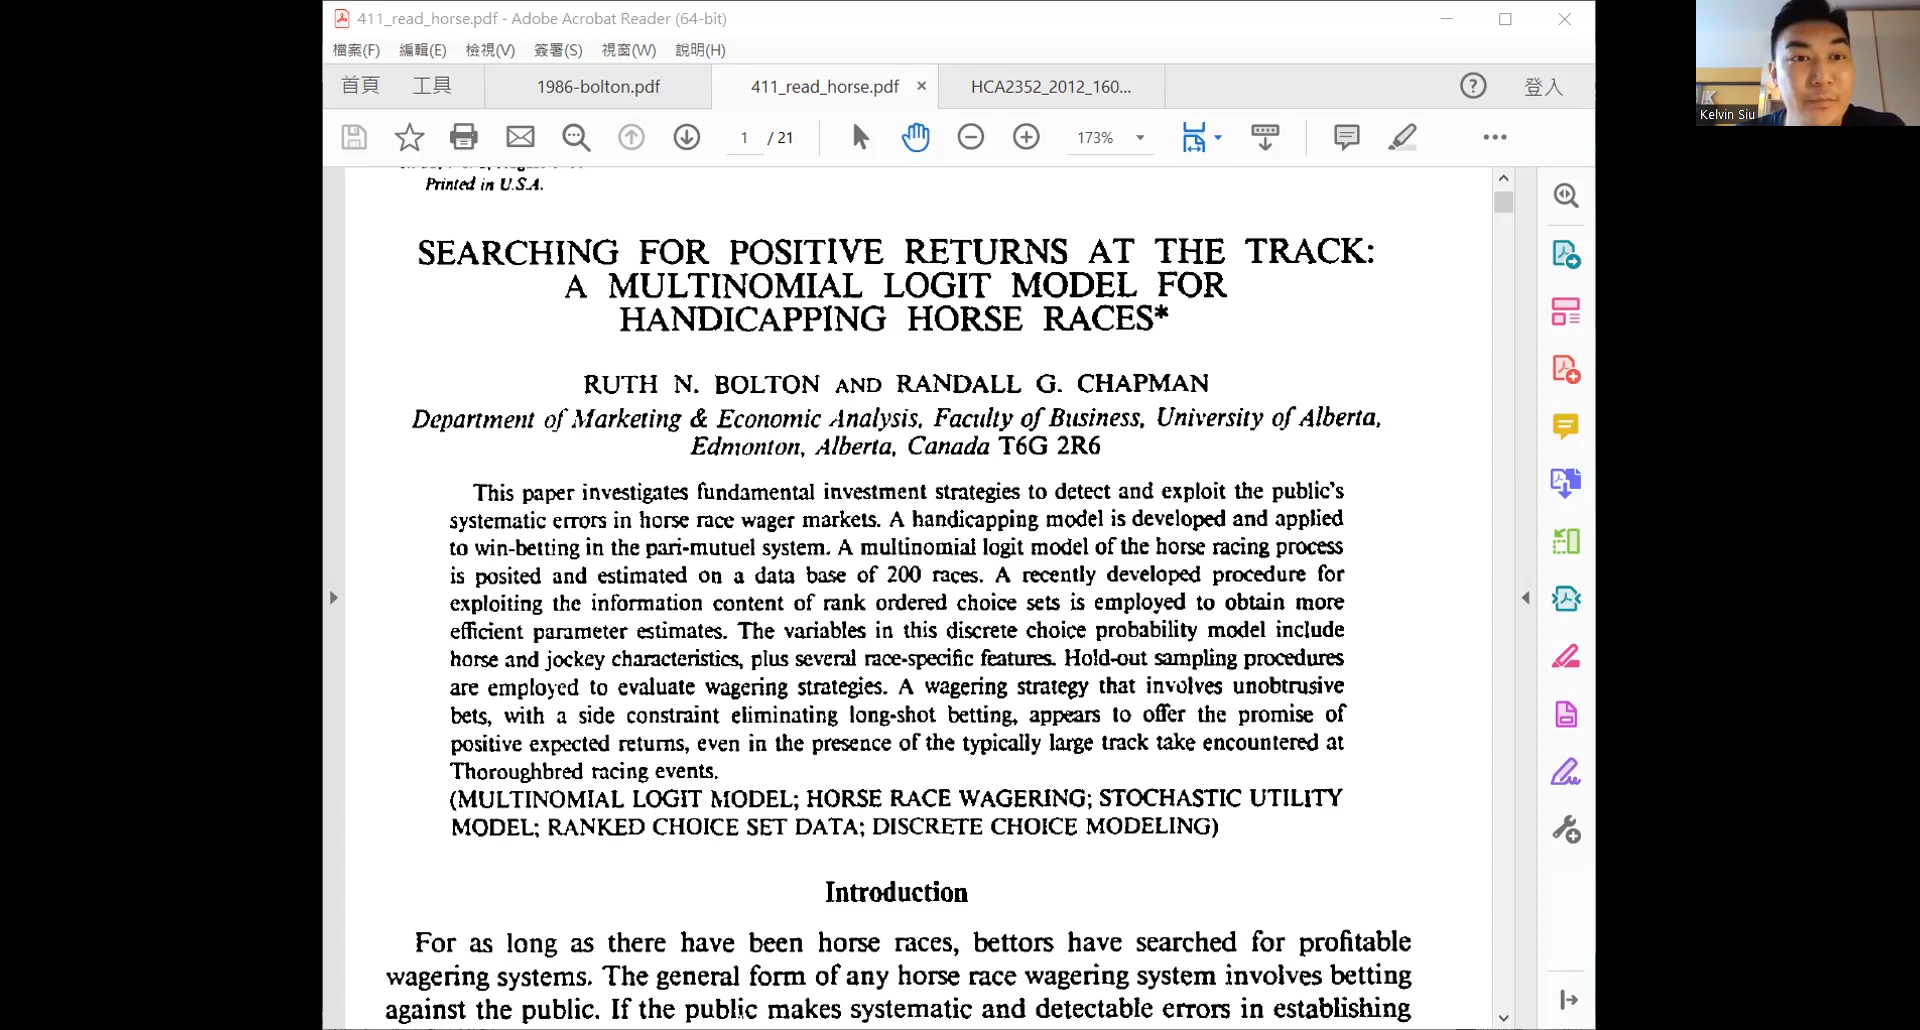 411_read_horse.pdf - Adobe Acrobat Reader (64-bit)
檔案(F) 編輯(E) 檢視(V) 簽署(S) 視窗(W) 說明(H)
首頁 工具 1986-bolton.pdf 411_read_horse.pdf × HCA2352_2012_160... 登入
1 / 21 173%
Printed in U.S.A.
SEARCHING FOR POSITIVE RETURNS AT THE TRACK:
A MULTINOMIAL LOGIT MODEL FOR
HANDICAPPING HORSE RACES*
RUTH N. BOLTON AND RANDALL G. CHAPMAN
Department of Marketing & Economic Analysis, Faculty of Business, University of Alberta,
Edmonton, Alberta, Canada T6G 2R6
This paper investigates fundamental investment strategies to detect and exploit the public's
systematic errors in horse race wager markets. A handicapping model is developed and applied
to win-betting in the pari-mutuel system. A multinomial logit model of the horse racing process
is posited and estimated on a data base of 200 races. A recently developed procedure for
exploiting the information content of rank ordered choice sets is employed to obtain more
efficient parameter estimates. The variables in this discrete choice probability model include
horse and jockey characteristics, plus several race-specific features. Hold-out sampling procedures
are employed to evaluate wagering strategies. A wagering strategy that involves unobtrusive
bets, with a side constraint eliminating long-shot betting, appears to offer the promise of
positive expected returns, even in the presence of the typically large track take encountered at
Thoroughbred racing events.
(MULTINOMIAL LOGIT MODEL; HORSE RACE WAGERING; STOCHASTIC UTILITY
MODEL; RANKED CHOICE SET DATA; DISCRETE CHOICE MODELING)
Introduction
For as long as there have been horse races, bettors have searched for profitable
wagering systems. The general form of any horse race wagering system involves betting
against the public. If the public makes systematic and detectable errors in establishing
Kelvin Siu